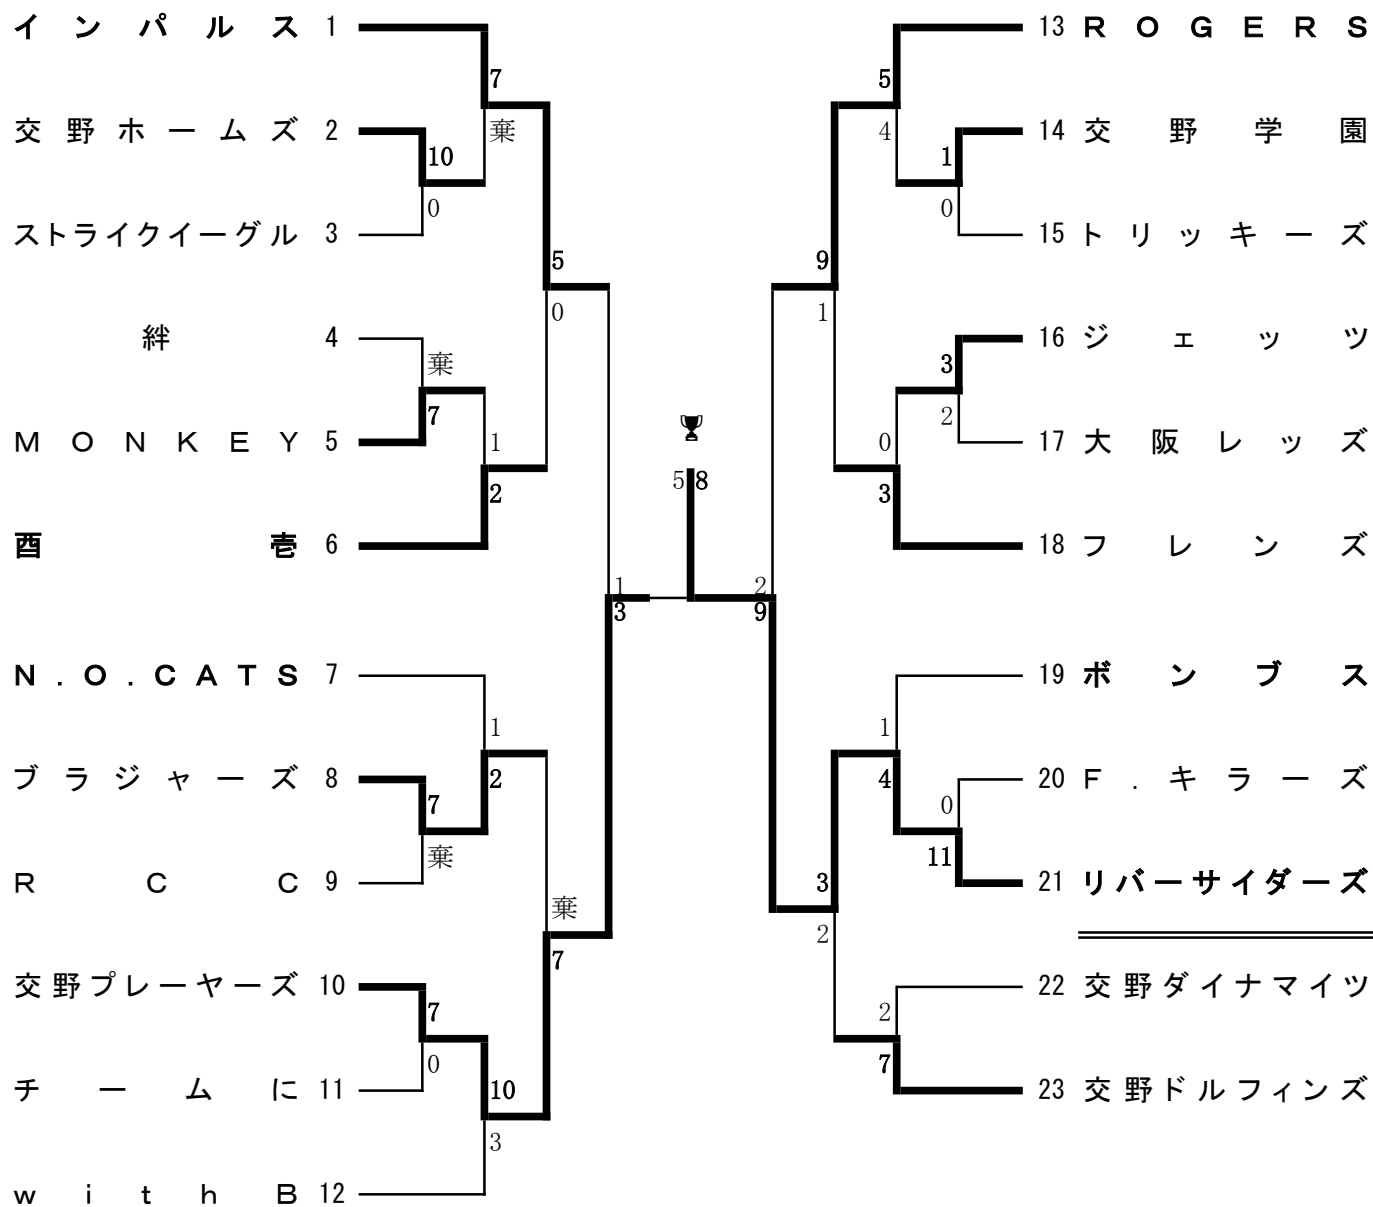 インパルス 1
7
棄
交野ホームズ 2
10
0
ストライクイーグル 3
5
0
絆 4
棄
7
MONKEY 5
1
2
酉壱 6
1
3
N.O.CATS 7
1
2
ブラジャーズ 8
7
棄
RCC 9
棄
7
交野プレーヤーズ 10
7
0
チームに 11
10
3
withB 12
5 8
13 ROGERS
5
4
14 交野学園
1
0
15 トリッキーズ
9
1
16 ジェッツ
3
2
17 大阪レッズ
0
3
18 フレンズ
2
9
19 ボンブス
1
4
20 F.キラーズ
0
11
21 リバーサイダーズ
3
2
22 交野ダイナマイツ
2
7
23 交野ドルフィンズ